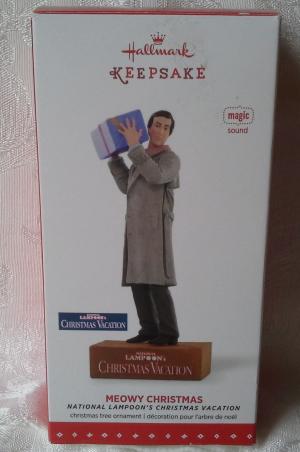 Hallmark
KEEPSAKE
magic
sound
LAMPOON'S
CHRISTMAS VACATION
NATIONAL
LAMPOON'S
CHRISTMAS VACATION
MEOWY CHRISTMAS
NATIONAL LAMPOON'S CHRISTMAS VACATION
christmas tree ornament | décoration pour l'arbre de noël